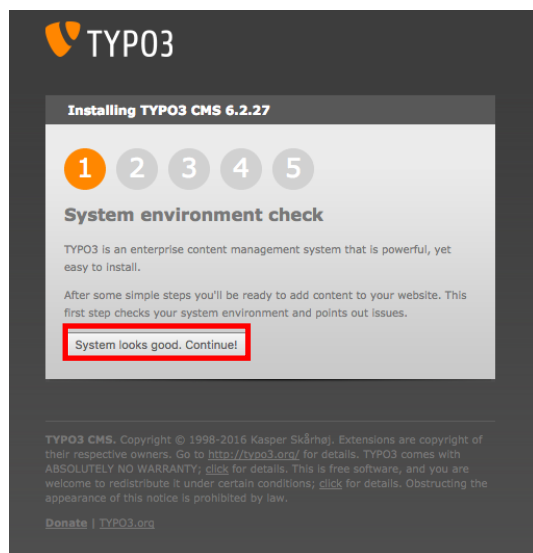 TYPO3
Installing TYPO3 CMS 6.2.27
1 2 3 4 5
System environment check
TYPO3 is an enterprise content management system that is powerful, yet
easy to install.
After some simple steps you'll be ready to add content to your website. This
first step checks your system environment and points out issues.
System looks good. Continue!
TYPO3 CMS. Copyright © 1998-2016 Kasper Skårhøj. Extensions are copyright of
their respective owners. Go to http://typo3.org/ for details. TYPO3 comes with
ABSOLUTELY NO WARRANTY; click for details. This is free software, and you are
welcome to redistribute it under certain conditions; click for details. Obstructing the
appearance of this notice is prohibited by law.
Donate | TYPO3.org